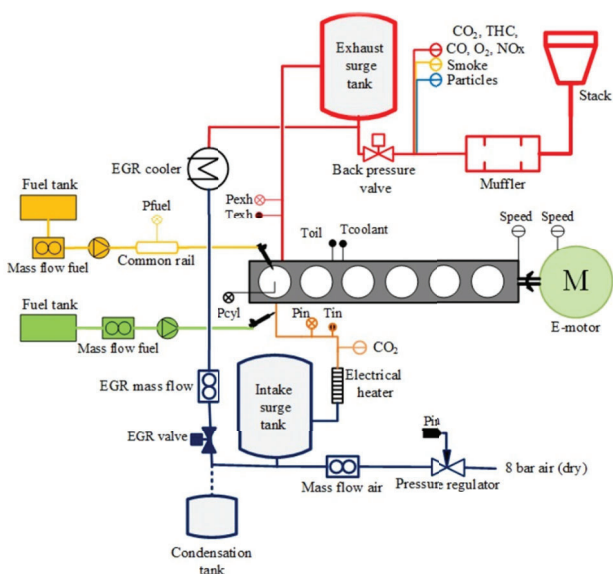 CO2, THC,
CO, O2, NOx
Smoke
Particles
Exhaust
surge
tank
Stack
EGR cooler
Back pressure
valve
Muffler
Fuel tank
Pfuel
Pexh
Texh
Mass flow fuel
Common rail
Toil
Tcoolant
Speed
Speed
M
E-motor
Fuel tank
Mass flow fuel
Pcyl
Pin
Tin
CO2
EGR mass flow
Intake
surge
tank
Electrical
heater
EGR valve
Pin
Mass flow air
Pressure regulator
8 bar air (dry)
Condensation
tank